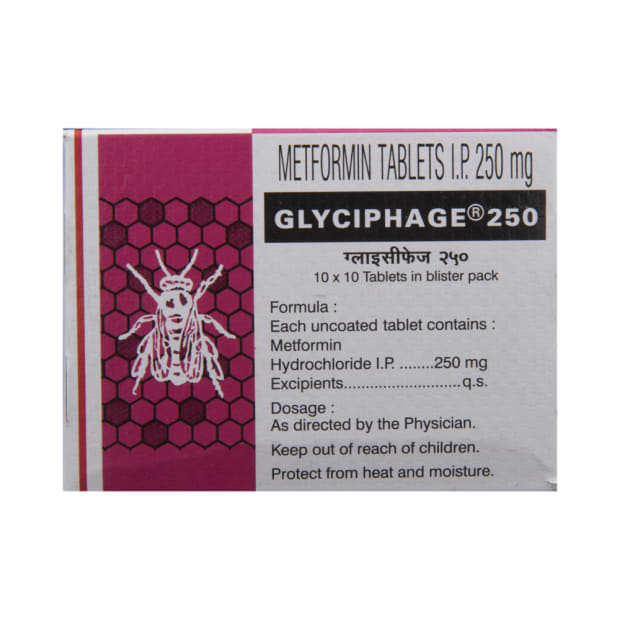 METFORMIN TABLETS I.P. 250 mg
GLYCIPHAGE® 250
ग्लाइसीफेज २५०
10 x 10 Tablets in blister pack
Formula :
Each uncoated tablet contains :
Metformin
Hydrochloride I.P. ........250 mg
Excipients...........................q.s.
Dosage :
As directed by the Physician.
Keep out of reach of children.
Protect from heat and moisture.